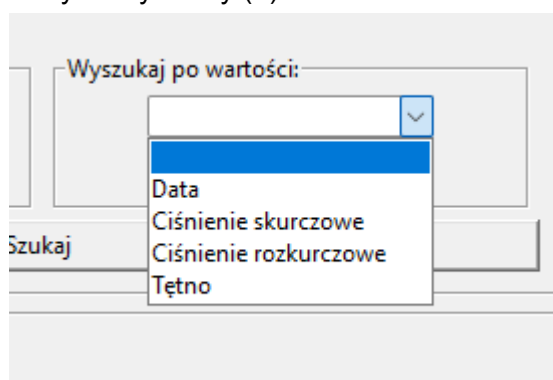 Wyszukaj po wartości:
Data
Ciśnienie skurczowe
Szukaj
Ciśnienie rozkurczowe
Tętno